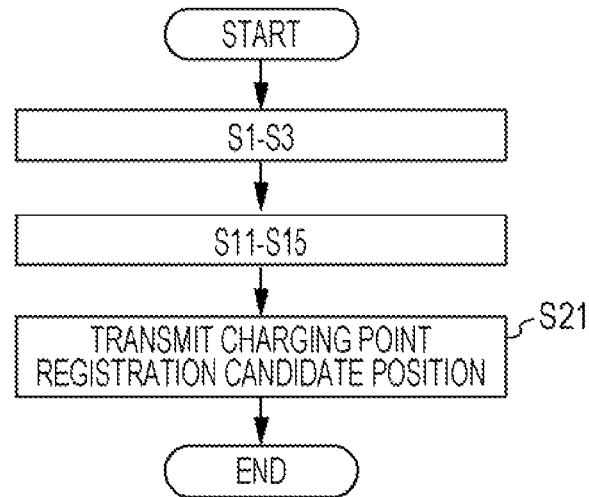 START
S1-S3
S11-S15
TRANSMIT CHARGING POINT
REGISTRATION CANDIDATE POSITION
S21
END